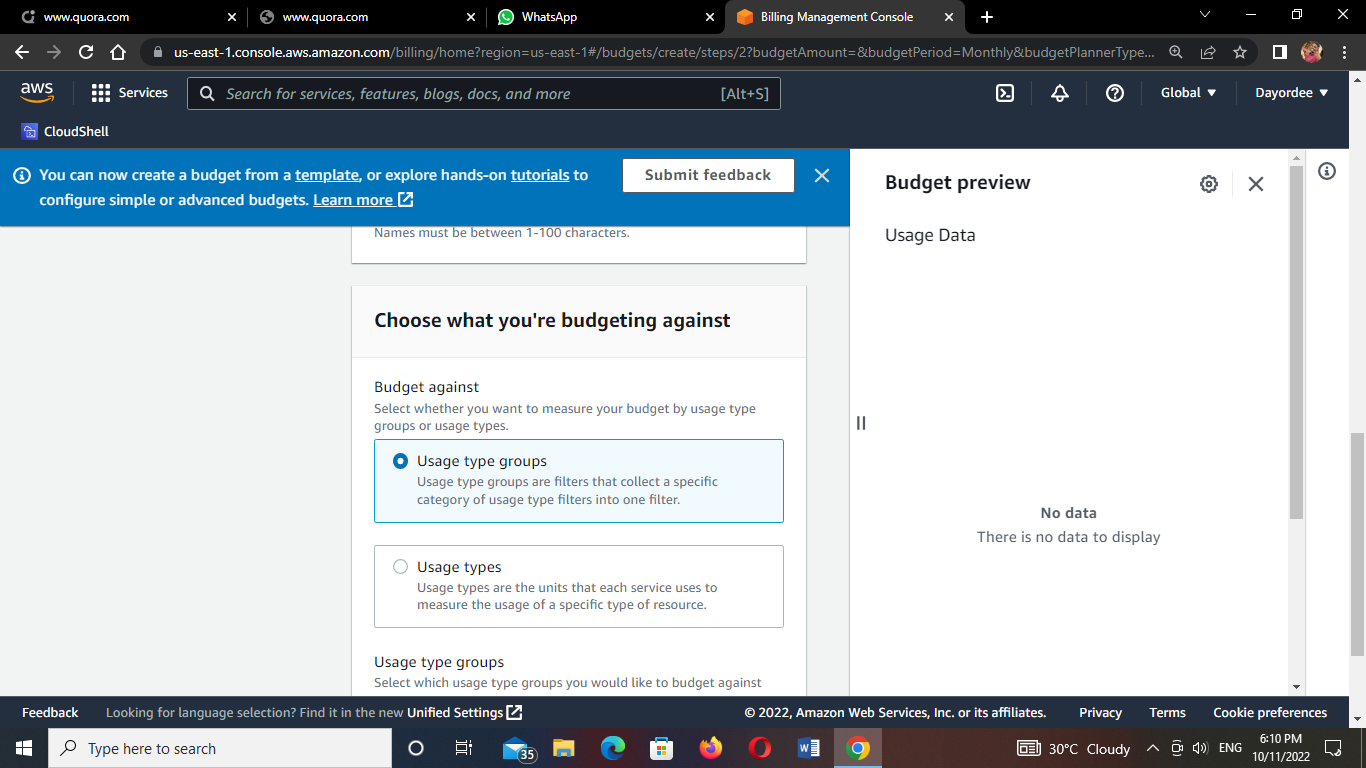 www.quora.com
www.quora.com
WhatsApp
Billing Management Console
us-east-1.console.aws.amazon.com/billing/home?region=us-east-1#/budgets/create/steps/2?budgetAmount=&budgetPeriod=Monthly&budgetPlannerType...
aws
Services
Search for services, features, blogs, docs, and more
[Alt+S]
Global
Dayordee
CloudShell
You can now create a budget from a template, or explore hands-on tutorials to
configure simple or advanced budgets. Learn more
Submit feedback
Names must be between 1-100 characters.
Choose what you're budgeting against
Budget against
Select whether you want to measure your budget by usage type
groups or usage types.
Usage type groups
Usage type groups are filters that collect a specific
category of usage type filters into one filter.
Usage types
Usage types are the units that each service uses to
measure the usage of a specific type of resource.
Usage type groups
Select which usage type groups you would like to budget against
Budget preview
Usage Data
No data
There is no data to display
Feedback
Looking for language selection? Find it in the new Unified Settings
© 2022, Amazon Web Services, Inc. or its affiliates.
Privacy
Terms
Cookie preferences
Type here to search
35
30°C Cloudy
ENG
6:10 PM
10/11/2022